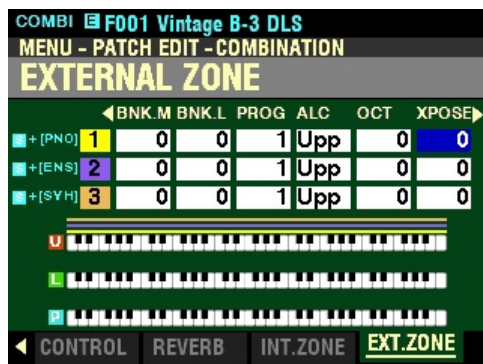 COMBI E F001 Vintage B-3 DLS
MENU - PATCH EDIT - COMBINATION
EXTERNAL ZONE
BNK.M BNK.L PROG ALC OCT XPOSE
S +[PNO] 1 0 0 1 Upp 0 0
S +[ENS] 2 0 0 1 Upp 0 0
S +[SYH] 3 0 0 1 Upp 0 0
U
L
P
CONTROL REVERB INT.ZONE EXT.ZONE